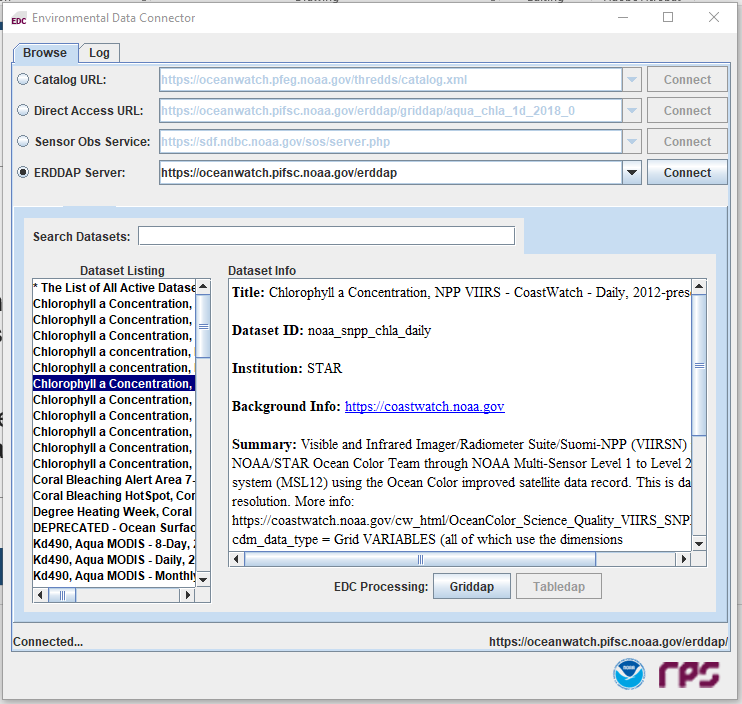 EDC Environmental Data Connector
Browse Log
Catalog URL: https://oceanwatch.pfeg.noaa.gov/thredds/catalog.xml Connect
Direct Access URL: https://oceanwatch.pifsc.noaa.gov/erddap/griddap/aqua_chla_1d_2018_0 Connect
Sensor Obs Service: https://sdf.ndbc.noaa.gov/sos/server.php Connect
ERDDAP Server: https://oceanwatch.pifsc.noaa.gov/erddap Connect
Search Datasets:
Dataset Listing
* The List of All Active Datase
Chlorophyll a Concentration,
Chlorophyll a Concentration,
Chlorophyll a Concentration,
Chlorophyll a concentration,
Chlorophyll a concentration,
Chlorophyll a Concentration,
Chlorophyll a Concentration,
Chlorophyll a Concentration,
Chlorophyll a Concentration,
Chlorophyll a Concentration,
Chlorophyll a Concentration,
Coral Bleaching Alert Area 7-
Coral Bleaching HotSpot, Cor
Degree Heating Week, Coral
DEPRECATED - Ocean Surfac
Kd490, Aqua MODIS - 8-Day, 2
Kd490, Aqua MODIS - Daily, 2
Kd490, Aqua MODIS - Monthly
Dataset Info
Title: Chlorophyll a Concentration, NPP VIIRS - CoastWatch - Daily, 2012-prese
Dataset ID: noaa_snpp_chla_daily
Institution: STAR
Background Info: https://coastwatch.noaa.gov
Summary: Visible and Infrared Imager/Radiometer Suite/Suomi-NPP (VIIRSN)
NOAA/STAR Ocean Color Team through NOAA Multi-Sensor Level 1 to Level 2
system (MSL12) using the Ocean Color improved satellite data record. This is da
resolution. More info:
https://coastwatch.noaa.gov/cw_html/OceanColor_Science_Quality_VIIRS_SNP
cdm_data_type = Grid VARIABLES (all of which use the dimensions
EDC Processing: Griddap Tabledap
Connected... https://oceanwatch.pifsc.noaa.gov/erddap/
noaa rps